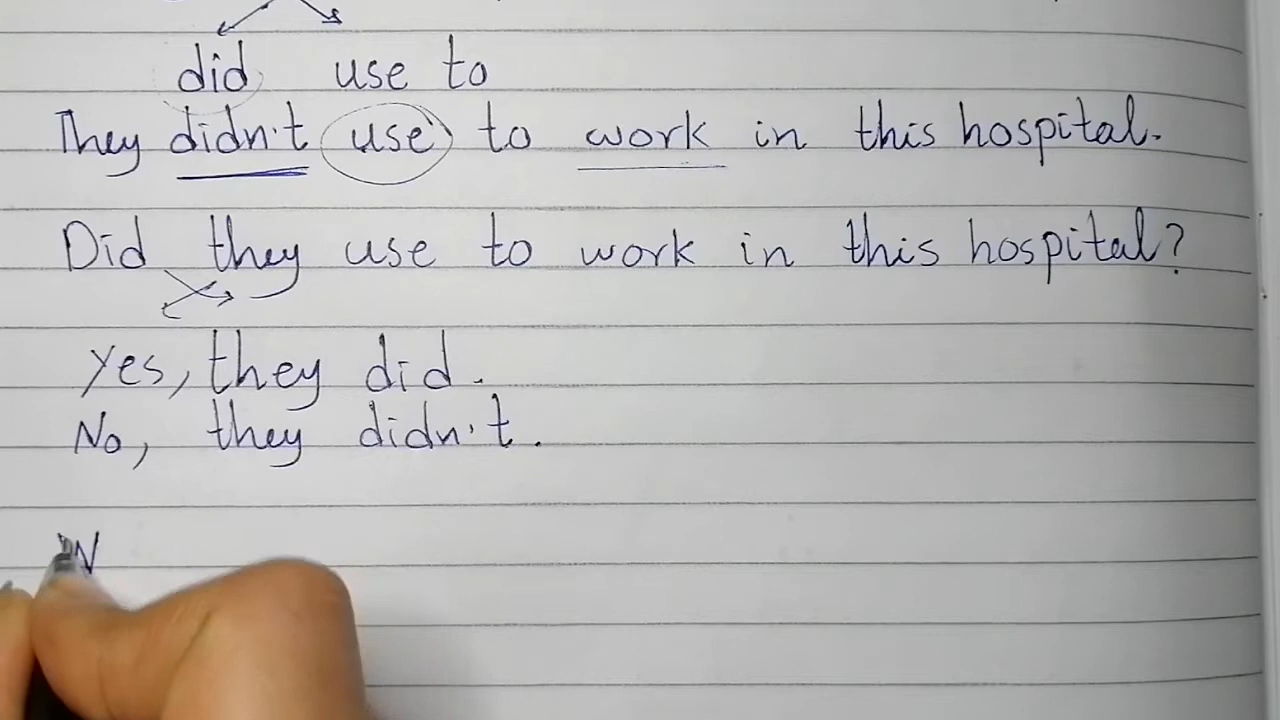 did use to
They didn't use to work in this hospital.
Did they use to work in this hospital?
Yes, they did.
No, they didn't.
W